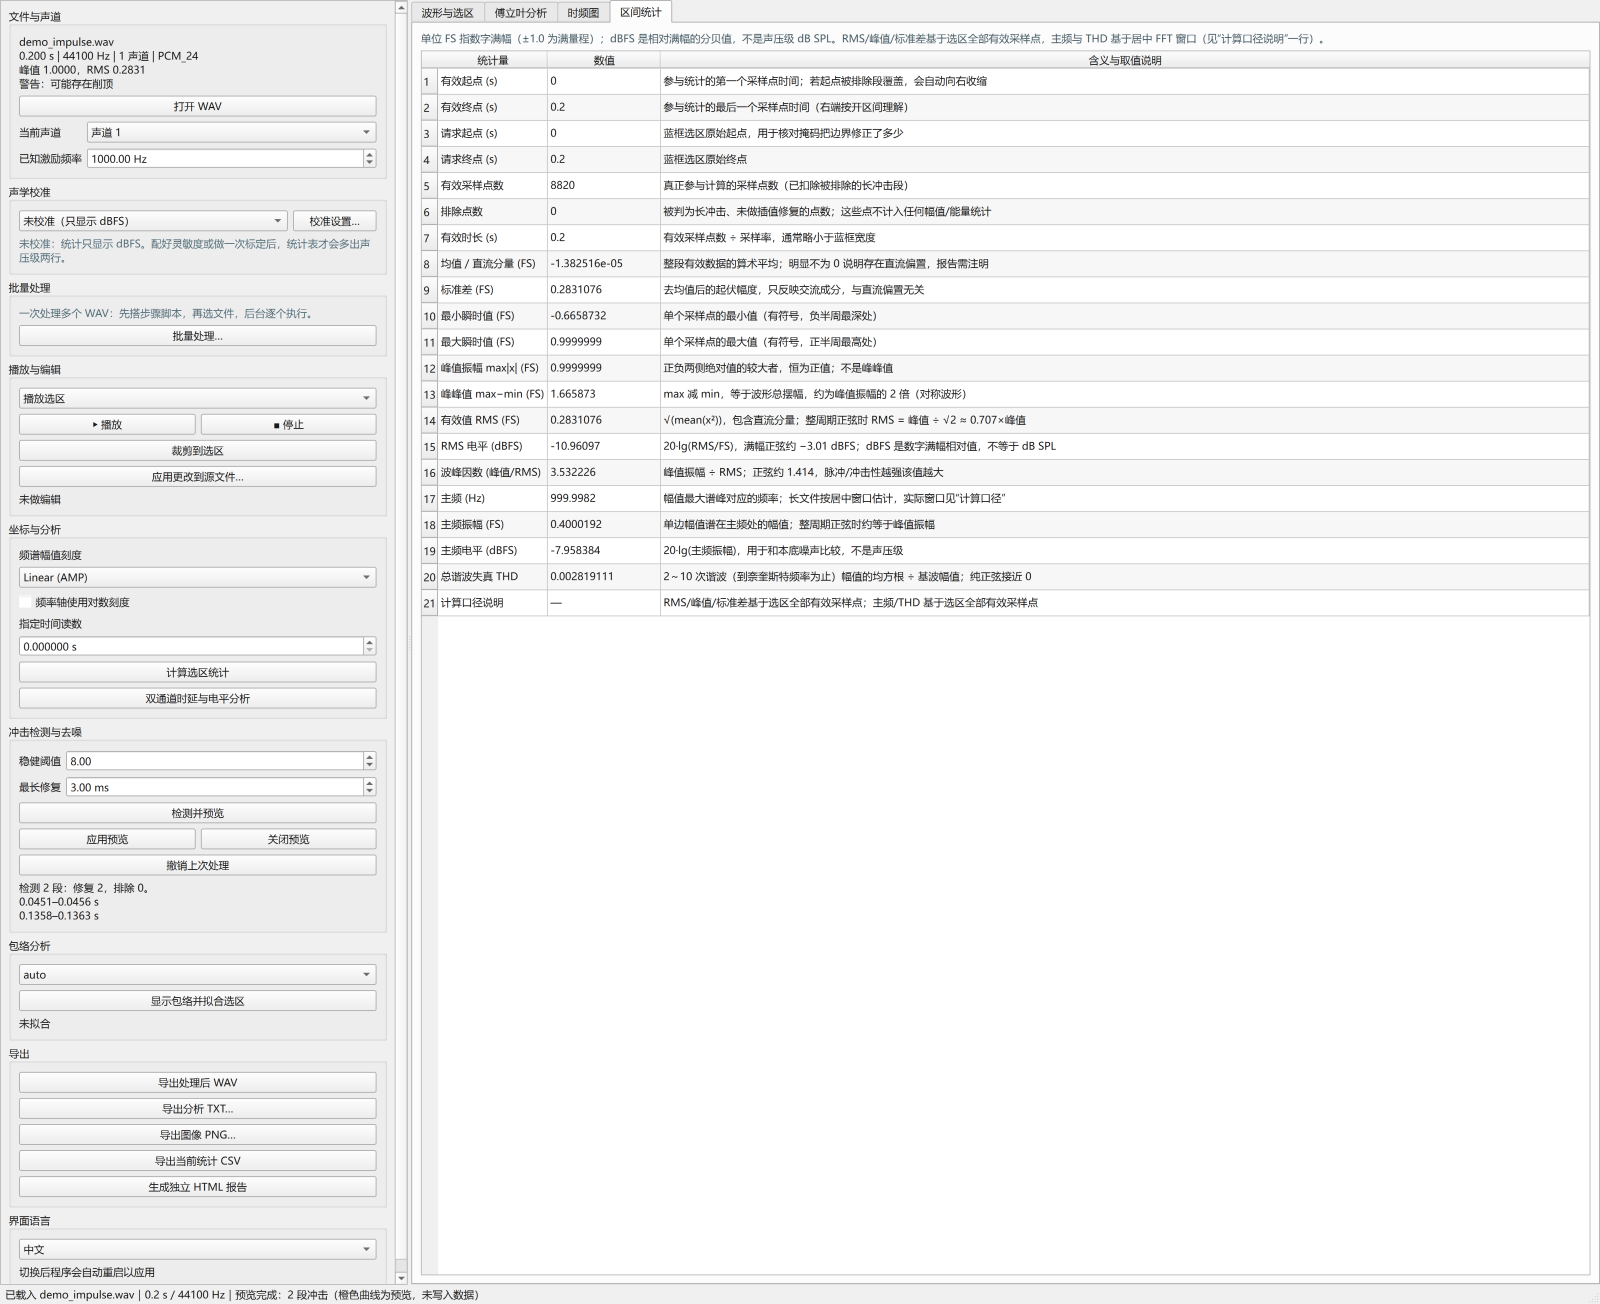 文件与声道
demo_impulse.wav
0.200 s | 44100 Hz | 1 声道 | PCM_24
峰值 1.0000，RMS 0.2831
警告：可能存在削顶
打开 WAV
当前声道
声道 1
已知激励频率
1000.00 Hz
声学校准
未校准（只显示 dBFS）
校准设置...
未校准：统计只显示 dBFS。配好灵敏度或做一次标定后，统计表才会多出声
压级两行。
批量处理
一次处理多个 WAV：先搭步骤脚本，再选文件，后台逐个执行。
批量处理...
播放与编辑
播放选区
▸ 播放
■ 停止
裁剪到选区
应用更改到源文件...
未做编辑
坐标与分析
频谱幅值刻度
Linear (AMP)
频率轴使用对数刻度
指定时间读数
0.000000 s
计算选区统计
双通道时延与电平分析
冲击检测与去噪
稳健阈值
8.00
最长修复
3.00 ms
检测并预览
应用预览
关闭预览
撤销上次处理
检测 2 段：修复 2，排除 0。
0.0451–0.0456 s
0.1358–0.1363 s
包络分析
auto
显示包络并拟合选区
未拟合
导出
导出处理后 WAV
导出分析 TXT...
导出图像 PNG...
导出当前统计 CSV
生成独立 HTML 报告
界面语言
中文
切换后程序会自动重启以应用
波形与选区
傅立叶分析
时频图
区间统计
单位 FS 指数字满幅（±1.0 为满量程）；dBFS 是相对满幅的分贝值，不是声压级 dB SPL。RMS/峰值/标准差基于选区全部有效采样点，主频与 THD 基于居中 FFT 窗口（见“计算口径说明”一行）。
统计量 数值 含义与取值说明
1 有效起点 (s) 0 参与统计的第一个采样点时间；若起点被排除段覆盖，会自动向右收缩
2 有效终点 (s) 0.2 参与统计的最后一个采样点时间（右端按开区间理解）
3 请求起点 (s) 0 蓝框选区原始起点，用于核对掩码把边界修正了多少
4 请求终点 (s) 0.2 蓝框选区原始终点
5 有效采样点数 8820 真正参与计算的采样点数（已扣除被排除的长冲击段）
6 排除点数 0 被判为长冲击、未做插值修复的点数；这些点不计入任何幅值/能量统计
7 有效时长 (s) 0.2 有效采样点数 ÷ 采样率，通常略小于蓝框宽度
8 均值 / 直流分量 (FS) -1.382516e-05 整段有效数据的算术平均；明显不为 0 说明存在直流偏置，报告需注明
9 标准差 (FS) 0.2831076 去均值后的起伏幅度，只反映交流成分，与直流偏置无关
10 最小瞬时值 (FS) -0.6658732 单个采样点的最小值（有符号，负半周最深处）
11 最大瞬时值 (FS) 0.9999999 单个采样点的最大值（有符号，正半周最高处）
12 峰值振幅 max|x| (FS) 0.9999999 正负两侧绝对值的较大者，恒为正值；不是峰峰值
13 峰峰值 max−min (FS) 1.665873 max 减 min，等于波形总摆幅，约为峰值振幅的 2 倍（对称波形）
14 有效值 RMS (FS) 0.2831076 √(mean(x²))，包含直流分量；整周期正弦时 RMS = 峰值 ÷ √2 ≈ 0.707×峰值
15 RMS 电平 (dBFS) -10.96097 20·lg(RMS/FS)，满幅正弦约 −3.01 dBFS；dBFS 是数字满幅相对值，不等于 dB SPL
16 波峰因数 (峰值/RMS) 3.532226 峰值振幅 ÷ RMS；正弦约 1.414，脉冲/冲击性越强该值越大
17 主频 (Hz) 999.9982 幅值最大谱峰对应的频率；长文件按居中窗口估计，实际窗口见“计算口径”
18 主频振幅 (FS) 0.4000192 单边幅值谱在主频处的幅值；整周期正弦时约等于峰值振幅
19 主频电平 (dBFS) -7.958384 20·lg(主频振幅)，用于和本底噪声比较，不是声压级
20 总谐波失真 THD 0.002819111 2～10 次谐波（到奈奎斯特频率为止）幅值的均方根 ÷ 基波幅值；纯正弦接近 0
21 计算口径说明 — RMS/峰值/标准差基于选区全部有效采样点；主频/THD 基于选区全部有效采样点
已载入 demo_impulse.wav | 0.2 s / 44100 Hz | 预览完成：2 段冲击（橙色曲线为预览，未写入数据）